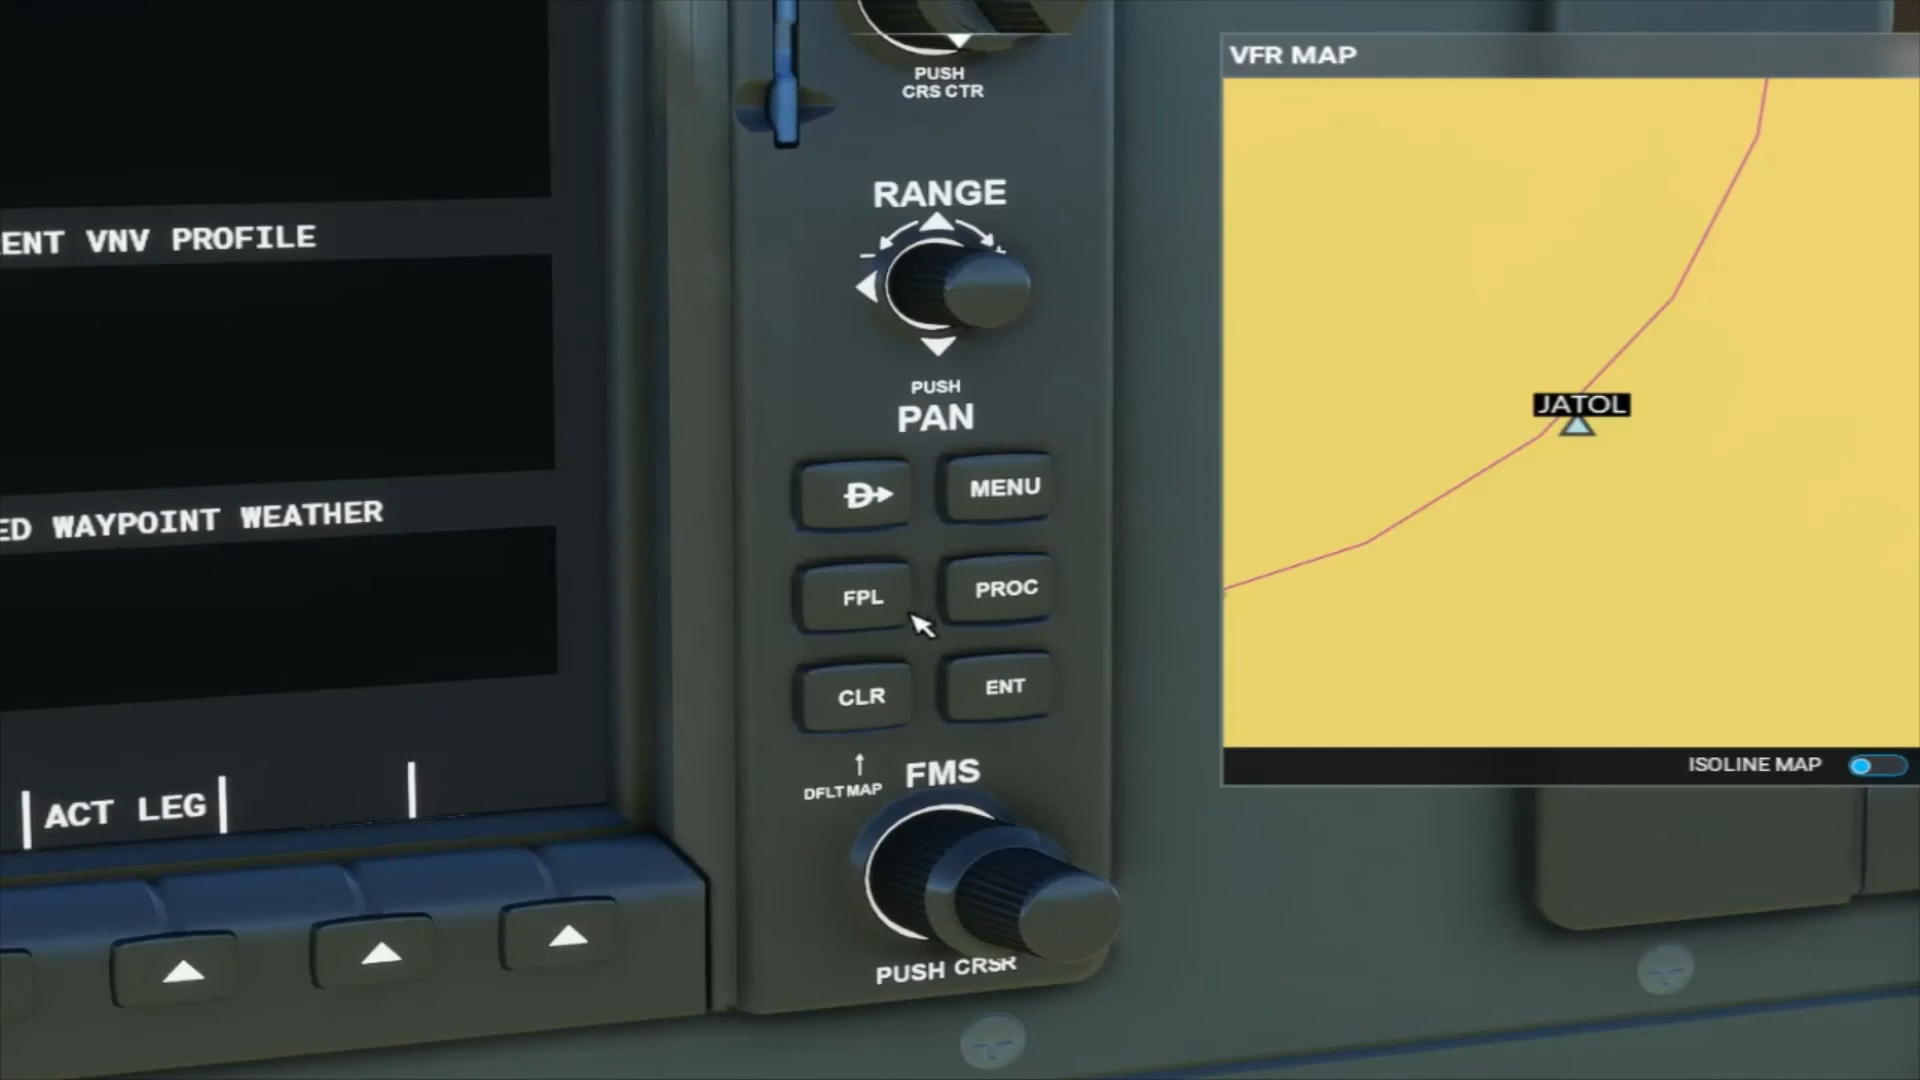 PUSH
CRS CTR
VFR MAP
RANGE
ENT VNV PROFILE
PUSH
PAN
JATOL
D MENU
ED WAYPOINT WEATHER
FPL PROC
CLR ENT
ISOLINE MAP
DFLT MAP
FMS
ACT LEG
PUSH CRSR